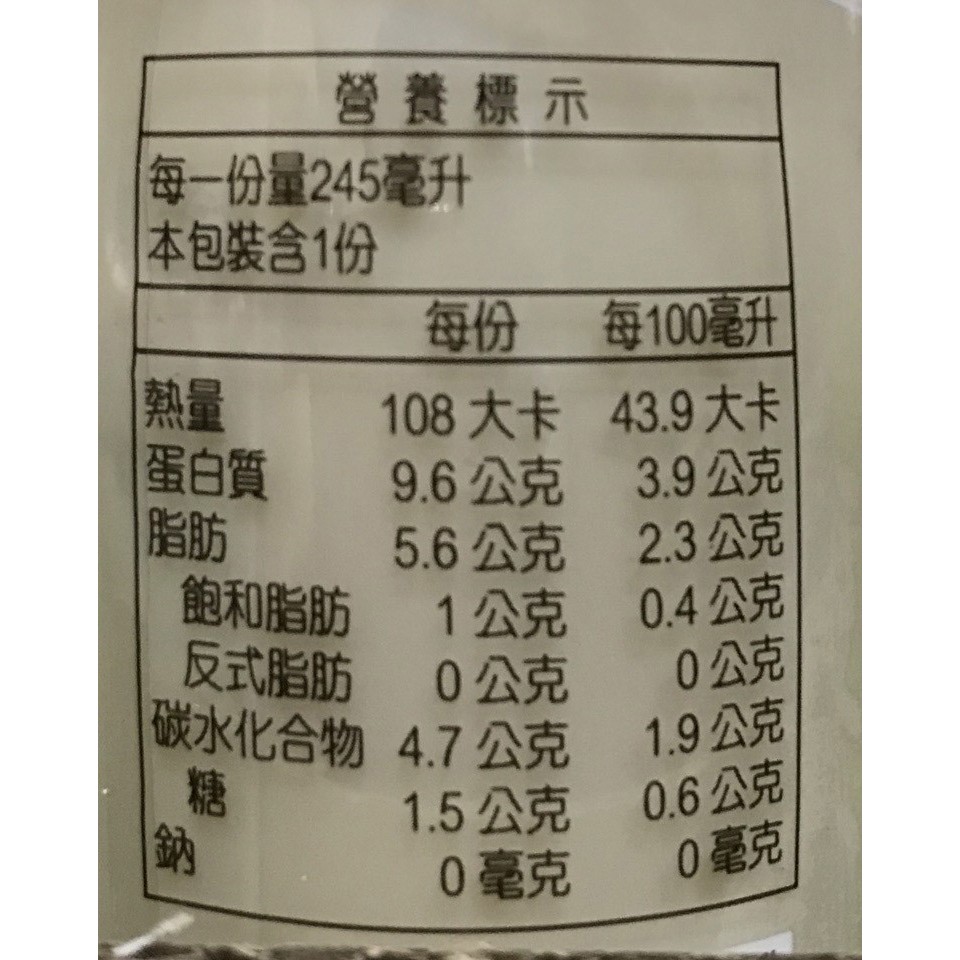 營養標示
每一份量245毫升
本包裝含1份
每份 每100毫升
熱量 108 大卡 43.9 大卡
蛋白質 9.6 公克 3.9 公克
脂肪 5.6 公克 2.3 公克
飽和脂肪 1 公克 0.4 公克
反式脂肪 0 公克 0 公克
碳水化合物 4.7 公克 1.9 公克
糖 1.5 公克 0.6 公克
鈉 0 毫克 0 毫克